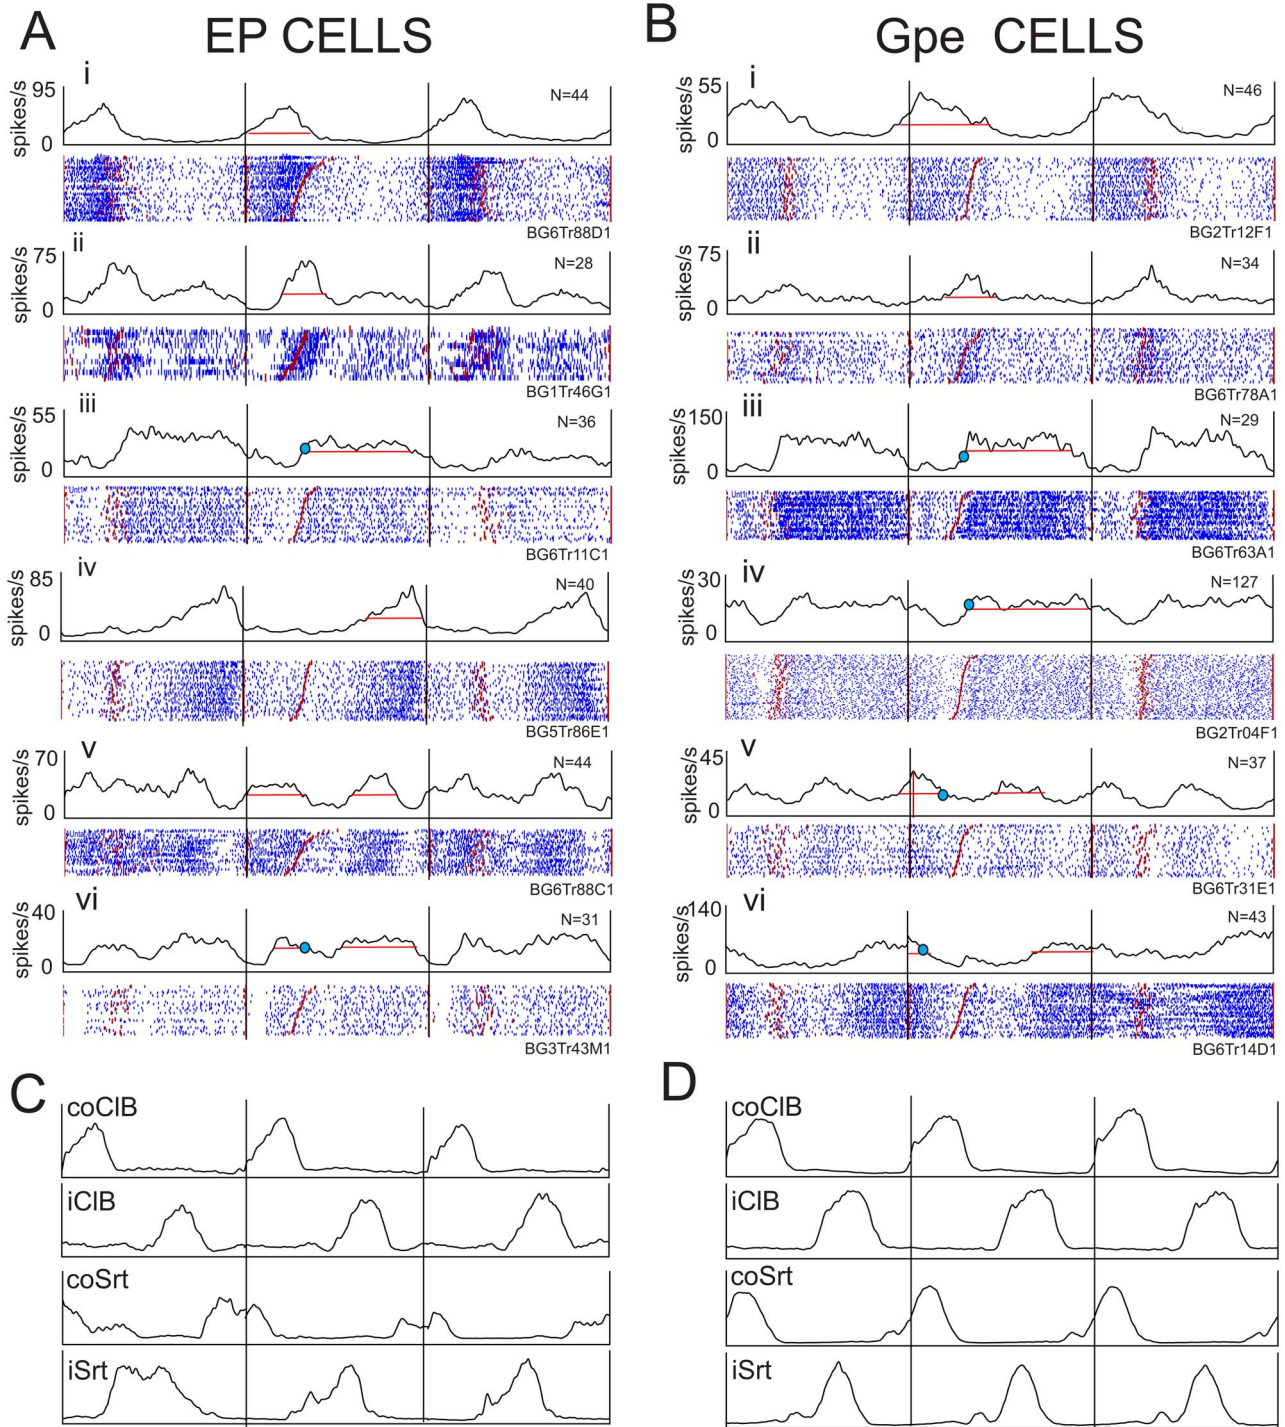 A
EP CELLS
i
spikes/s
95
0
N=44
BG6Tr88D1
ii
spikes/s
75
0
N=28
BG1Tr46G1
iii
spikes/s
55
0
N=36
BG6Tr11C1
iv
spikes/s
85
0
N=40
BG5Tr86E1
v
spikes/s
70
0
N=44
BG6Tr88C1
vi
spikes/s
40
0
N=31
BG3Tr43M1
B
Gpe CELLS
i
spikes/s
55
0
N=46
BG2Tr12F1
ii
spikes/s
75
0
N=34
BG6Tr78A1
iii
spikes/s
150
0
N=29
BG6Tr63A1
iv
spikes/s
30
0
N=127
BG2Tr04F1
v
spikes/s
45
0
N=37
BG6Tr31E1
vi
spikes/s
140
0
N=43
BG6Tr14D1
C
coClB
iClB
coSrt
iSrt
D
coClB
iClB
coSrt
iSrt